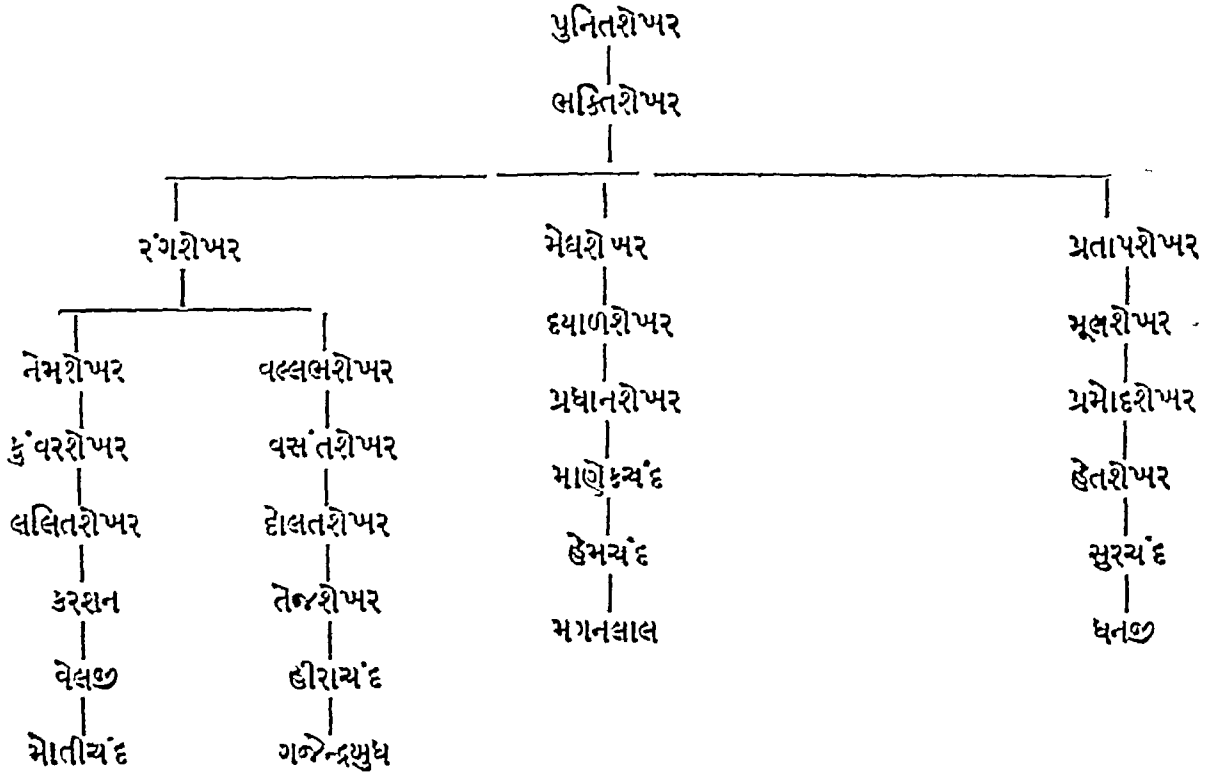 પુનિતશેખર
ભક્તિશેખર
રંગશેખર મેઘશેખર પ્રતાપશેખર
દયાળશેખર મૂલશેખર
નેમશેખર વલ્લભશેખર
પ્રધાનશેખર પ્રમોદશેખર
કુંવરશેખર વસંતશેખર
માણેકચંદ હેતશેખર
લલિતશેખર દોલતશેખર
હેમચંદ સુરચંદ
કરશન તેજશેખર
મગનલાલ ધનજી
વેલજી હીરાચંદ
મોતીચંદ ગજેન્દ્રબુધ